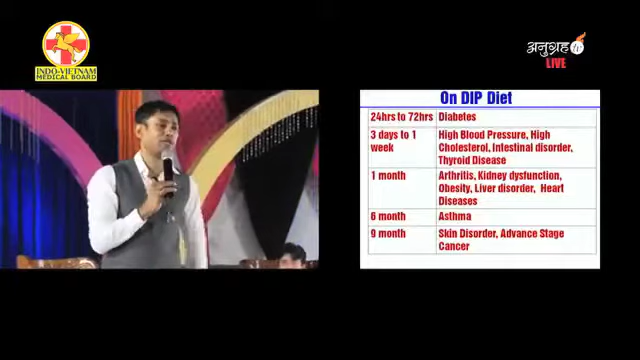 INDO-VIETNAM
MEDICAL BOARD
अनुग्रह tv
LIVE
On DIP Diet
24hrs to 72hrs Diabetes
3 days to 1 week High Blood Pressure, High
Cholesterol, Intestinal disorder,
Thyroid Disease
1 month Arthritis, Kidney dysfunction,
Obesity, Liver disorder, Heart
Diseases
6 month Asthma
9 month Skin Disorder, Advance Stage
Cancer